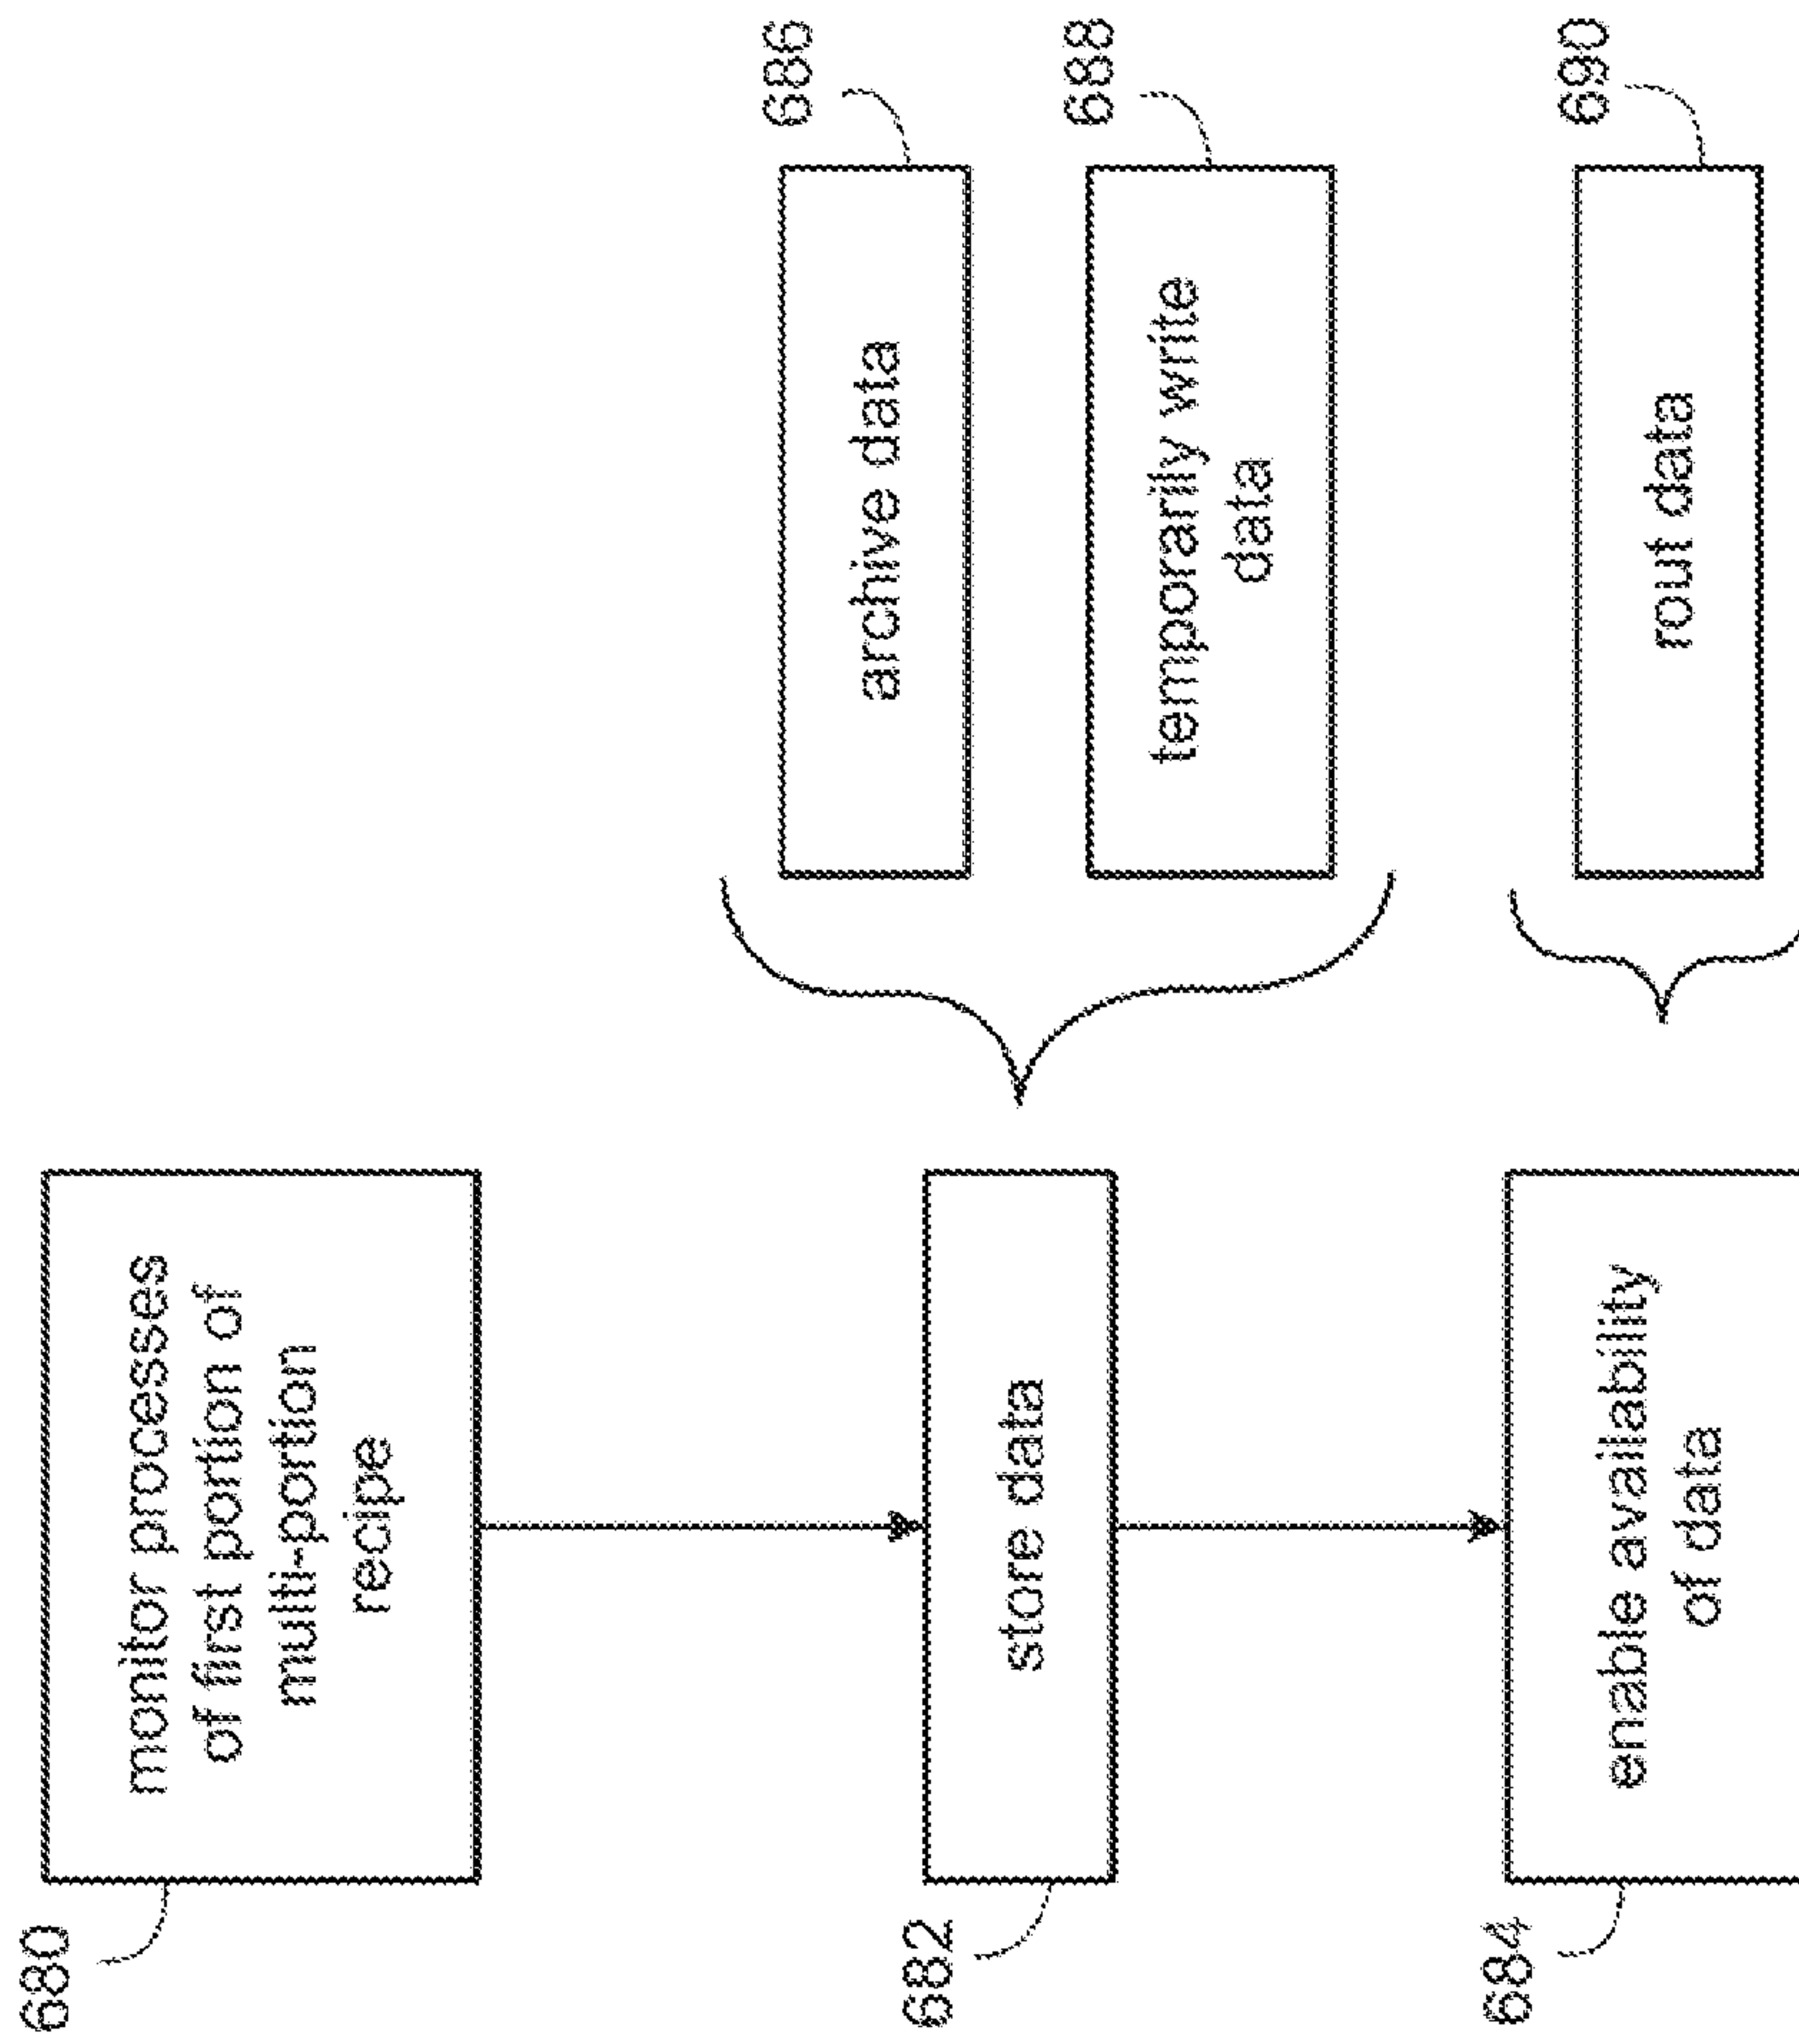 680
monitor processes
of first portion of
multi-portion
recipe
682
store data
686
archive data
688
temporarily write
data
684
enable availability
of data
690
rout data